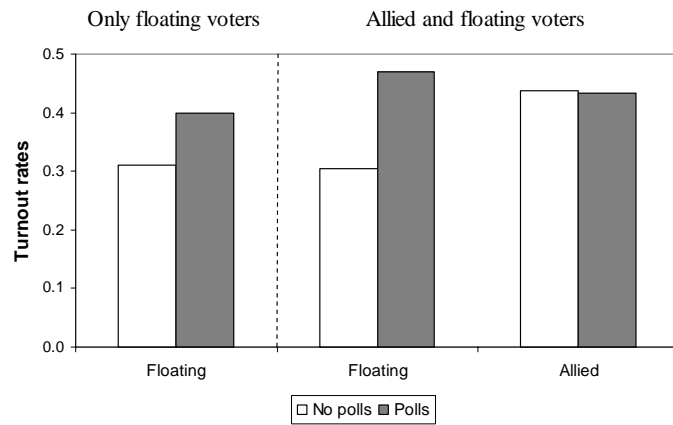 Only floating voters
Allied and floating voters
0.5
0.4
0.3
0.2
0.1
0.0
Turnout rates
Floating
Floating
Allied
No polls
Polls